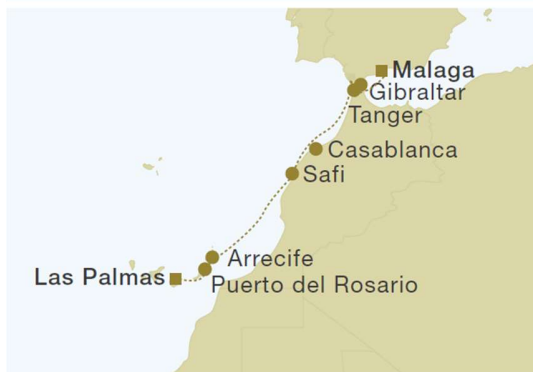 Malaga
Gibraltar
Tanger
Casablanca
Safi
Arrecife
Las Palmas
Puerto del Rosario